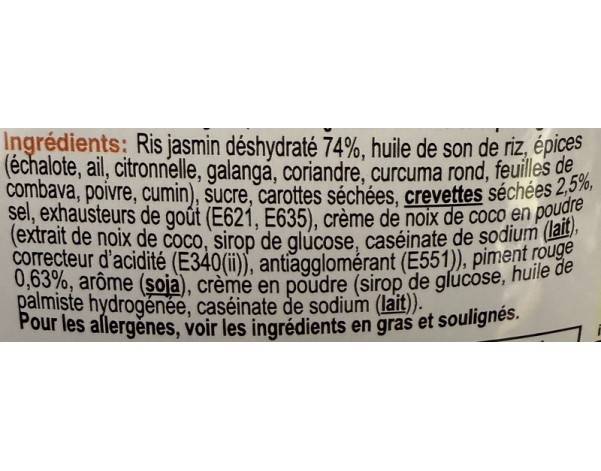 Ingrédients: Ris jasmin déshydraté 74%, huile de son de riz, épices
(échalote, ail, citronnelle, galanga, coriandre, curcuma rond, feuilles de
combava, poivre, cumin), sucre, carottes séchées, crevettes séchées 2,5%,
sel, exhausteurs de goût (E621, E635), crème de noix de coco en poudre
(extrait de noix de coco, sirop de glucose, caséinate de sodium (lait),
correcteur d'acidité (E340(ii)), antiagglomérant (E551)), piment rouge
0,63%, arôme (soja), crème en poudre (sirop de glucose, huile de
palmiste hydrogénée, caséinate de sodium (lait)).
Pour les allergènes, voir les ingrédients en gras et soulignés.